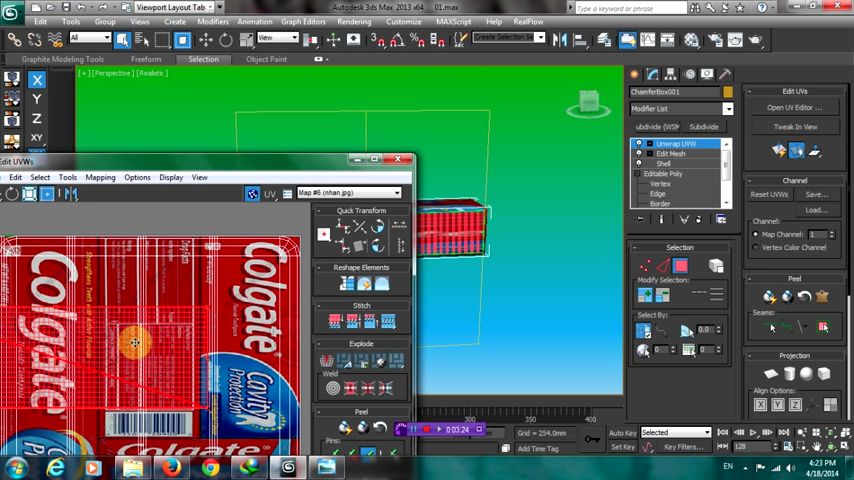 Viewport Layout Tab
Autodesk 3ds Max 2013 x64
01.max
Type a keyword or phrase
Edit Tools Group Views Create Modifiers Animation Graph Editors Rendering Customize MAXScript Help RealFlow
All
View
Create Selection Se
Graphite Modeling Tools Freeform Selection Object Paint
[ + ] [ Perspective ] [ Realistic ]
X
Y
Z
XY
ChamferBox001
Modifier List
ubdivide (WSM Subdivide
Unwrap UVW
Edit Mesh
Shell
Editable Poly
Vertex
Edge
Border
Selection
Modify Selection:
Select By:
0.0
0
0
Edit UVs
Open UV Editor ...
Tweak In View
Channel
Reset UVWs Save...
Load...
Channel:
Map Channel: 1
Vertex Color Channel
Peel
Seams:
Projection
Align Options:
X Y Z
Edit UVWs
Edit Select Tools Mapping Options Display View
UV
Map #6 (nhan.jpg)
Quick Transform
Reshape Elements
Stitch
Explode
Weld
Peel
Pins:
Colgate
Colgate
Cavity
Protection
Colgate
00:03:24
300 350 400
Grid = 254.0mm
Add Time Tag
Auto Key Selected
Set Key Key Filters...
128
EN
4:23 PM
4/18/2014